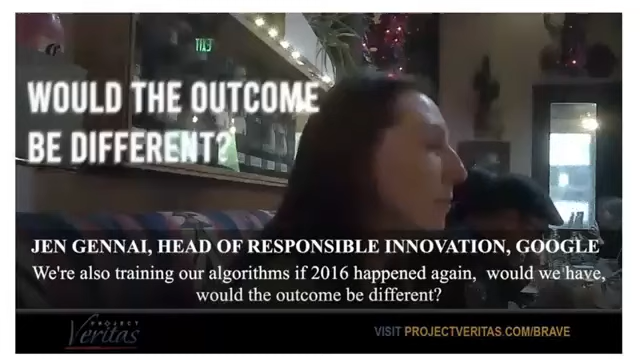 TIXE
WOULD THE OUTCOME
BE DIFFERENT?
JEN GENNAI, HEAD OF RESPONSIBLE INNOVATION, GOOGLE
We're also training our algorithms if 2016 happened again, would we have,
would the outcome be different?
PROJECT
Veritas
VISIT PROJECTVERITAS.COM/BRAVE